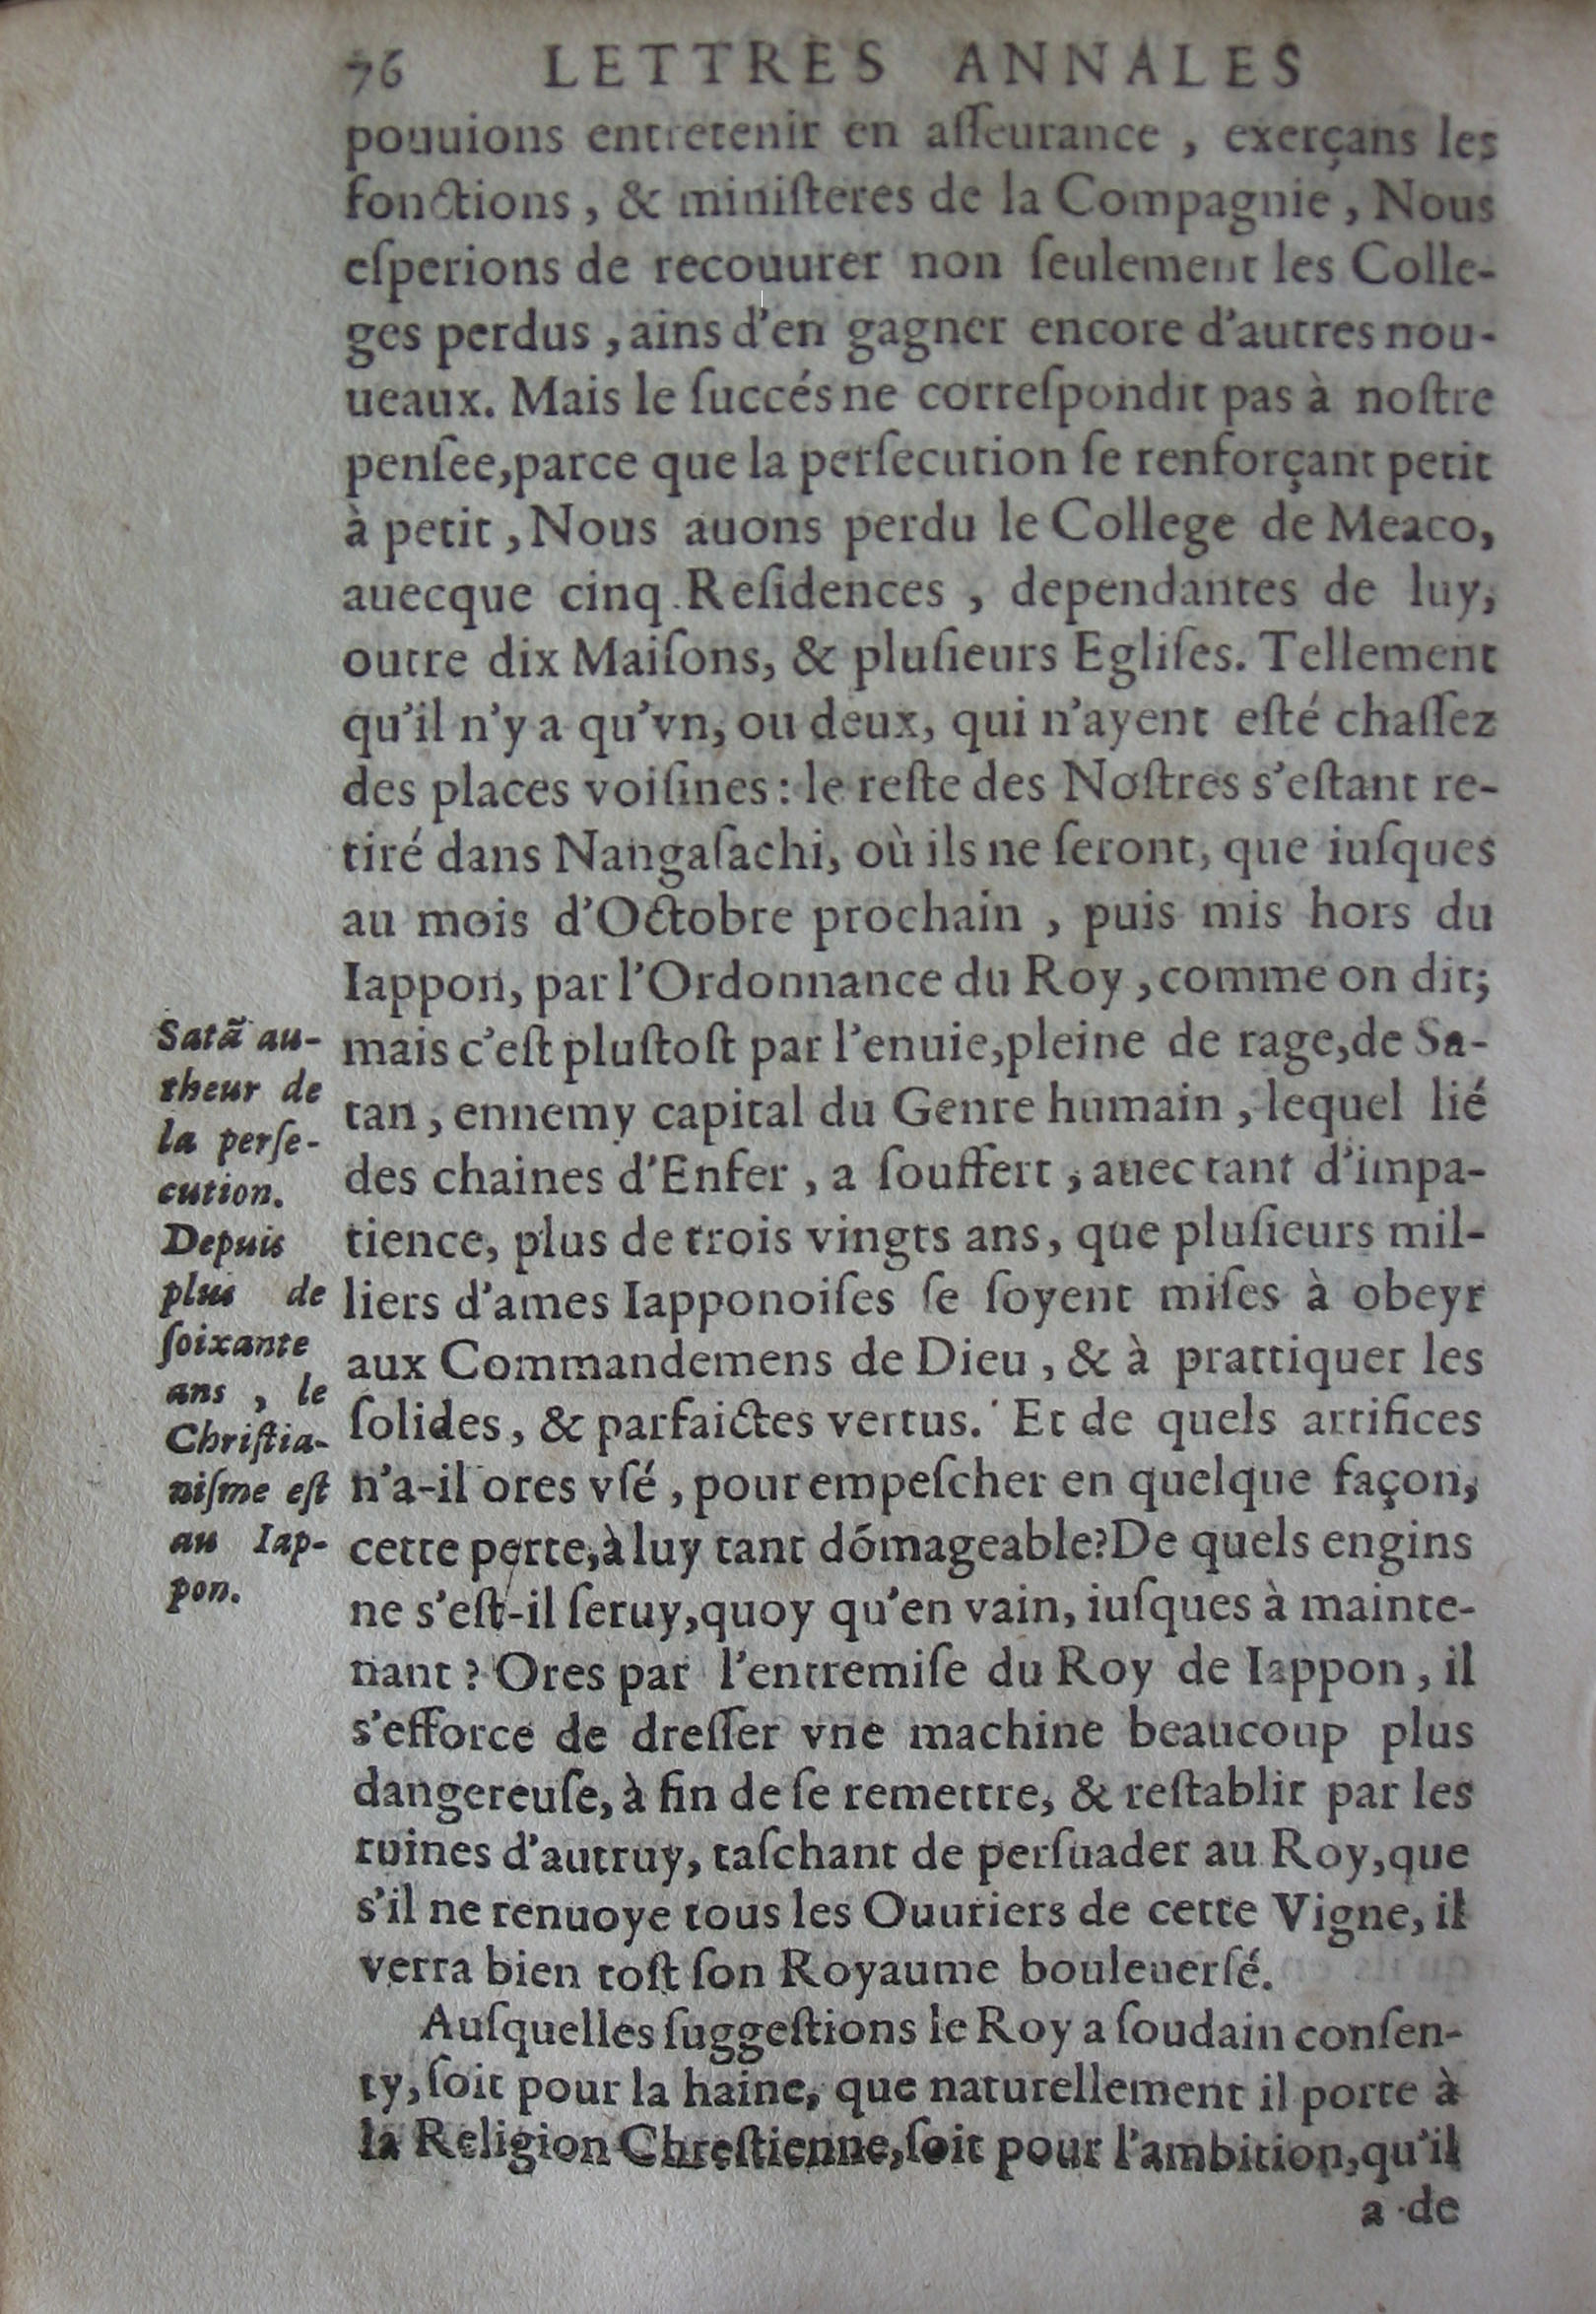 76 LETTRES ANNALES
pouuions entretenir en aſſeurance , exerçans les
fonctions , & miniſteres de la Compagnie , Nous
eſperions de recouurer non ſeulement les Colle-
ges perdus , ains d'en gagner encore d'autres nou-
ueaux. Mais le ſuccés ne correſpondit pas à noſtre
penſee,parce que la perſecution ſe renforçant petit
à petit , Nous auons perdu le College de Meaco,
auecque cinq Reſidences , dependantes de luy,
outre dix Maiſons, & pluſieurs Egliſes. Tellement
qu'il n'y a qu'vn, ou deux, qui n'ayent eſté chaſſez
des places voiſines : le reſte des Noſtres s'eſtant re-
tiré dans Nangaſachi, où ils ne ſeront, que iuſques
au mois d'Octobre prochain , puis mis hors du
Iappon, par l'Ordonnance du Roy , comme on dit;
mais c'eſt pluſtoſt par l'enuie,pleine de rage,de Sa-
tan , ennemy capital du Genre humain , lequel lié
des chaines d'Enfer , a ſouffert , auec tant d'impa-
tience, plus de trois vingts ans, que pluſieurs mil-
liers d'ames Iapponoiſes ſe ſoyent miſes à obeyr
aux Commandemens de Dieu , & à prattiquer les
ſolides, & parfaictes vertus. Et de quels artifices
n'a-il ores vſé , pour empeſcher en quelque façon,
cette perte,à luy tant dómageable?De quels engins
ne s'eſt-il ſeruy,quoy qu'en vain, iuſques à mainte-
nant ? Ores par l'entremiſe du Roy de Iappon , il
s'efforce de dreſſer vne machine beaucoup plus
dangereuſe, à fin de ſe remettre, & reſtablir par les
ruines d'autruy, taſchant de perſuader au Roy,que
s'il ne renuoye tous les Ouuriers de cette Vigne, il
verra bien toſt ſon Royaume bouleuerſé.
Auſquelles ſuggeſtions le Roy a ſoudain conſen-
ty, ſoit pour la haine, que naturellement il porte à
la Religion Chreſtienne,ſoit pour l'ambition,qu'il
a de
Satã au-
theur de
la perſe-
cution.
Depuis
plus de
ſoixante
ans , le
Chriſtia-
niſme eſt
au Iap-
pon.